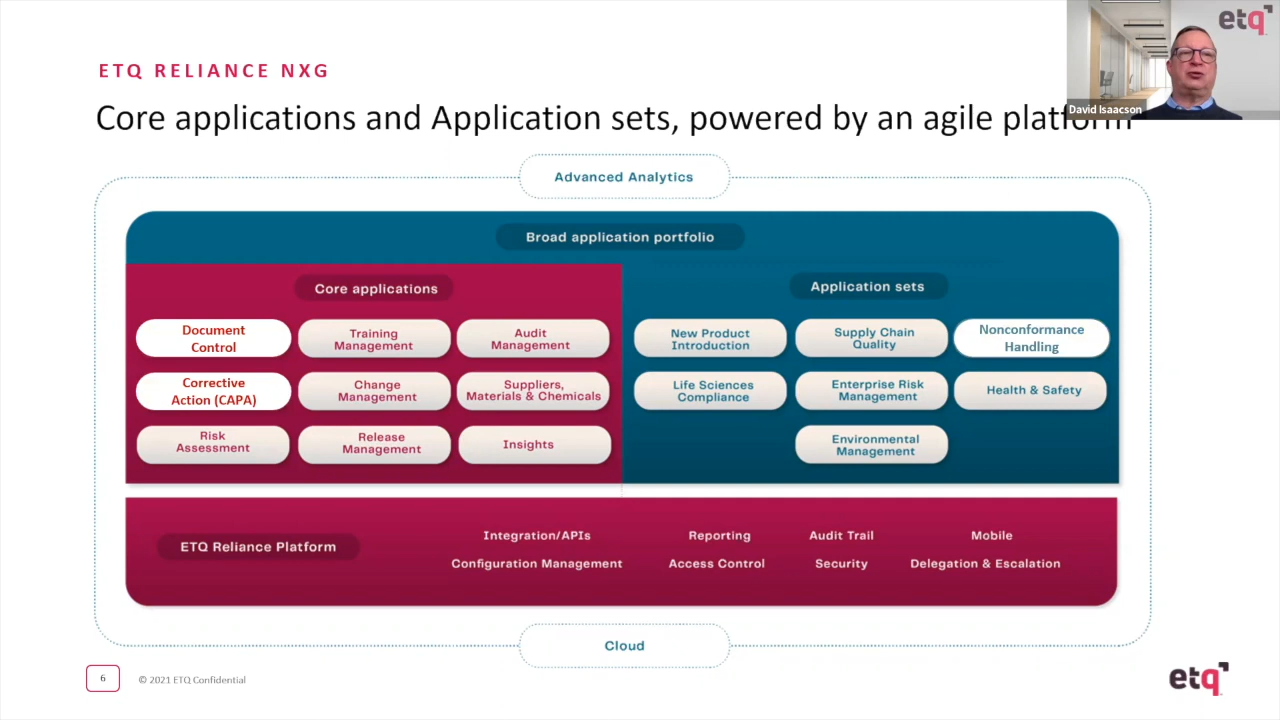 etq
David Isaacson
ETQ RELIANCE NXG
Core applications and Application sets, powered by an agile platform
Advanced Analytics
Broad application portfolio
Core applications
Document
Control
Training
Management
Audit
Management
Corrective
Action (CAPA)
Change
Management
Suppliers,
Materials & Chemicals
Risk
Assessment
Release
Management
Insights
Application sets
New Product
Introduction
Supply Chain
Quality
Nonconformance
Handling
Life Sciences
Compliance
Enterprise Risk
Management
Health & Safety
Environmental
Management
ETQ Reliance Platform
Integration/APIs
Reporting
Audit Trail
Mobile
Configuration Management
Access Control
Security
Delegation & Escalation
Cloud
6
© 2021 ETQ Confidential
etq